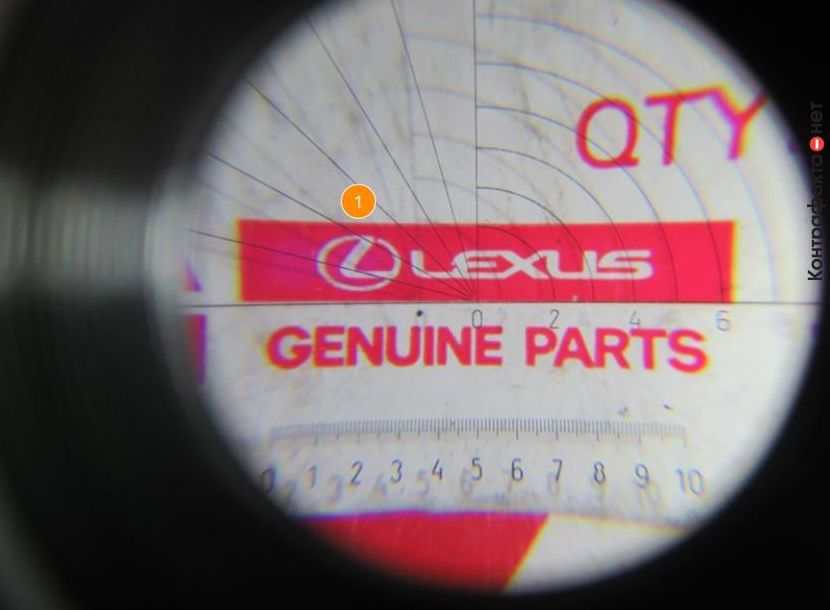 QTY
1
LEXUS
0 2 4 6
GENUINE PARTS
0 1 2 3 4 5 6 7 8 9 10
Контрафакта нет